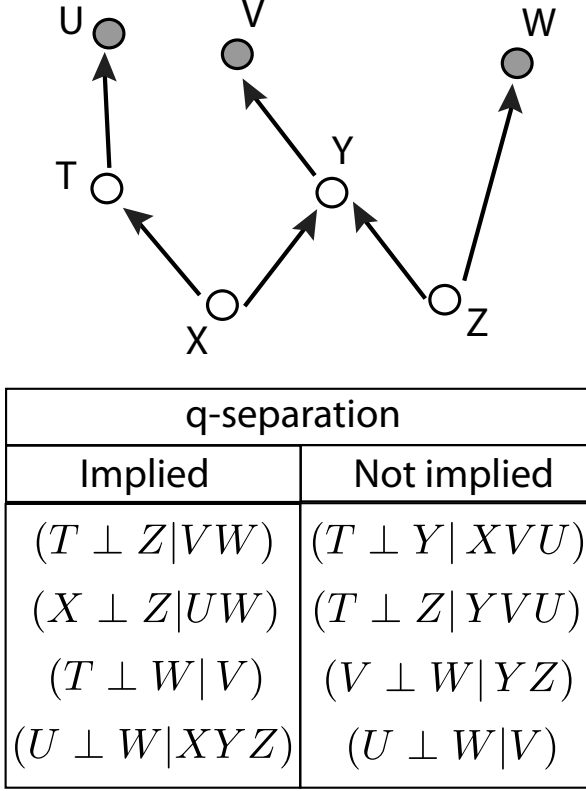 U V W
T Y
X Z
q-separation
Implied Not implied
(T ⊥ Z|VW) (T ⊥ Y|XVU)
(X ⊥ Z|UW) (T ⊥ Z|YVU)
(T ⊥ W|V) (V ⊥ W|YZ)
(U ⊥ W|XYZ) (U ⊥ W|V)